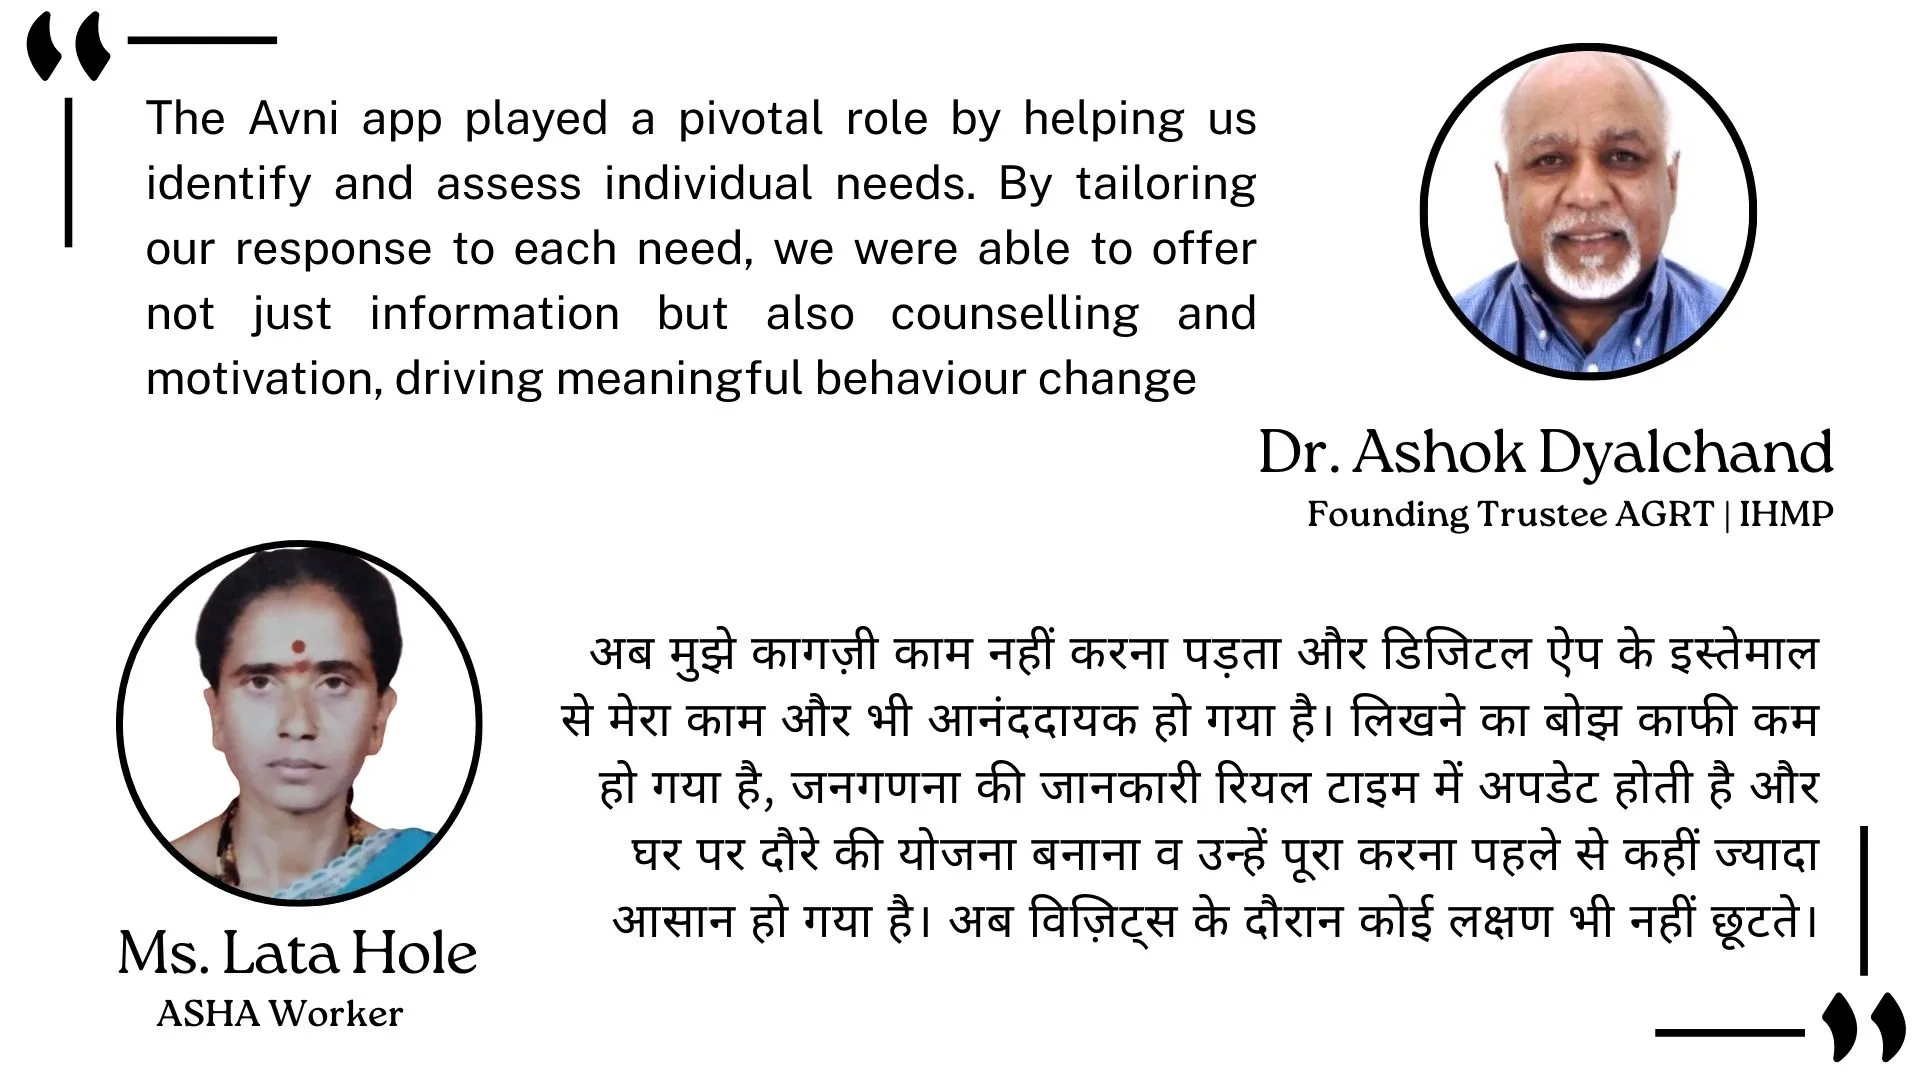 The Avni app played a pivotal role by helping us
identify and assess individual needs. By tailoring
our response to each need, we were able to offer
not just information but also counselling and
motivation, driving meaningful behaviour change
Dr. Ashok Dyalchand
Founding Trustee AGRT | IHMP
अब मुझे कागज़ी काम नहीं करना पड़ता और डिजिटल ऐप के इस्तेमाल
से मेरा काम और भी आनंददायक हो गया है। लिखने का बोझ काफी कम
हो गया है, जनगणना की जानकारी रियल टाइम में अपडेट होती है और
घर पर दौरे की योजना बनाना व उन्हें पूरा करना पहले से कहीं ज्यादा
आसान हो गया है। अब विज़िट्स के दौरान कोई लक्षण भी नहीं छूटते।
Ms. Lata Hole
ASHA Worker